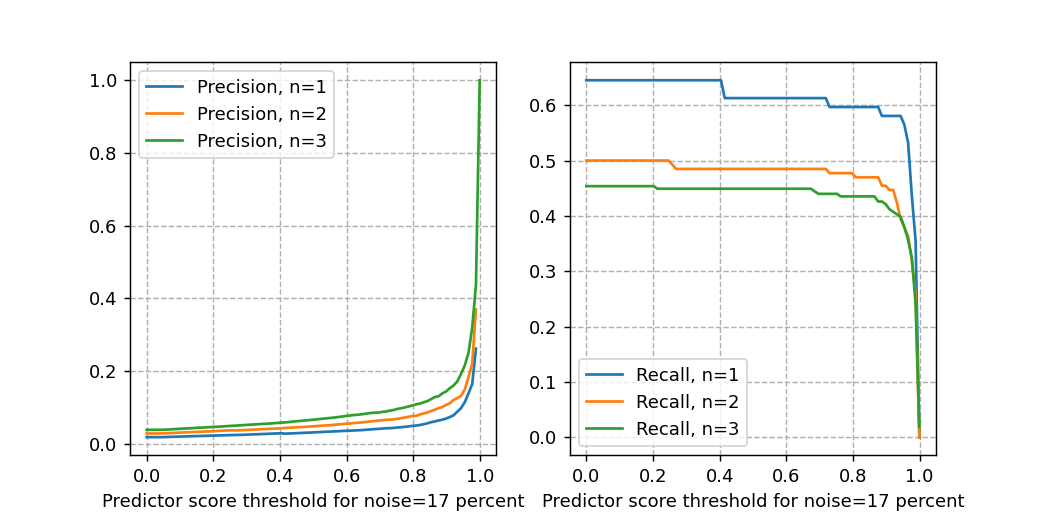 Precision, n=1
Precision, n=2
Precision, n=3
1.0
0.8
0.6
0.4
0.2
0.0
0.0 0.2 0.4 0.6 0.8 1.0
Predictor score threshold for noise=17 percent
0.6
0.5
0.4
0.3
0.2
0.1
0.0
Recall, n=1
Recall, n=2
Recall, n=3
0.0 0.2 0.4 0.6 0.8 1.0
Predictor score threshold for noise=17 percent